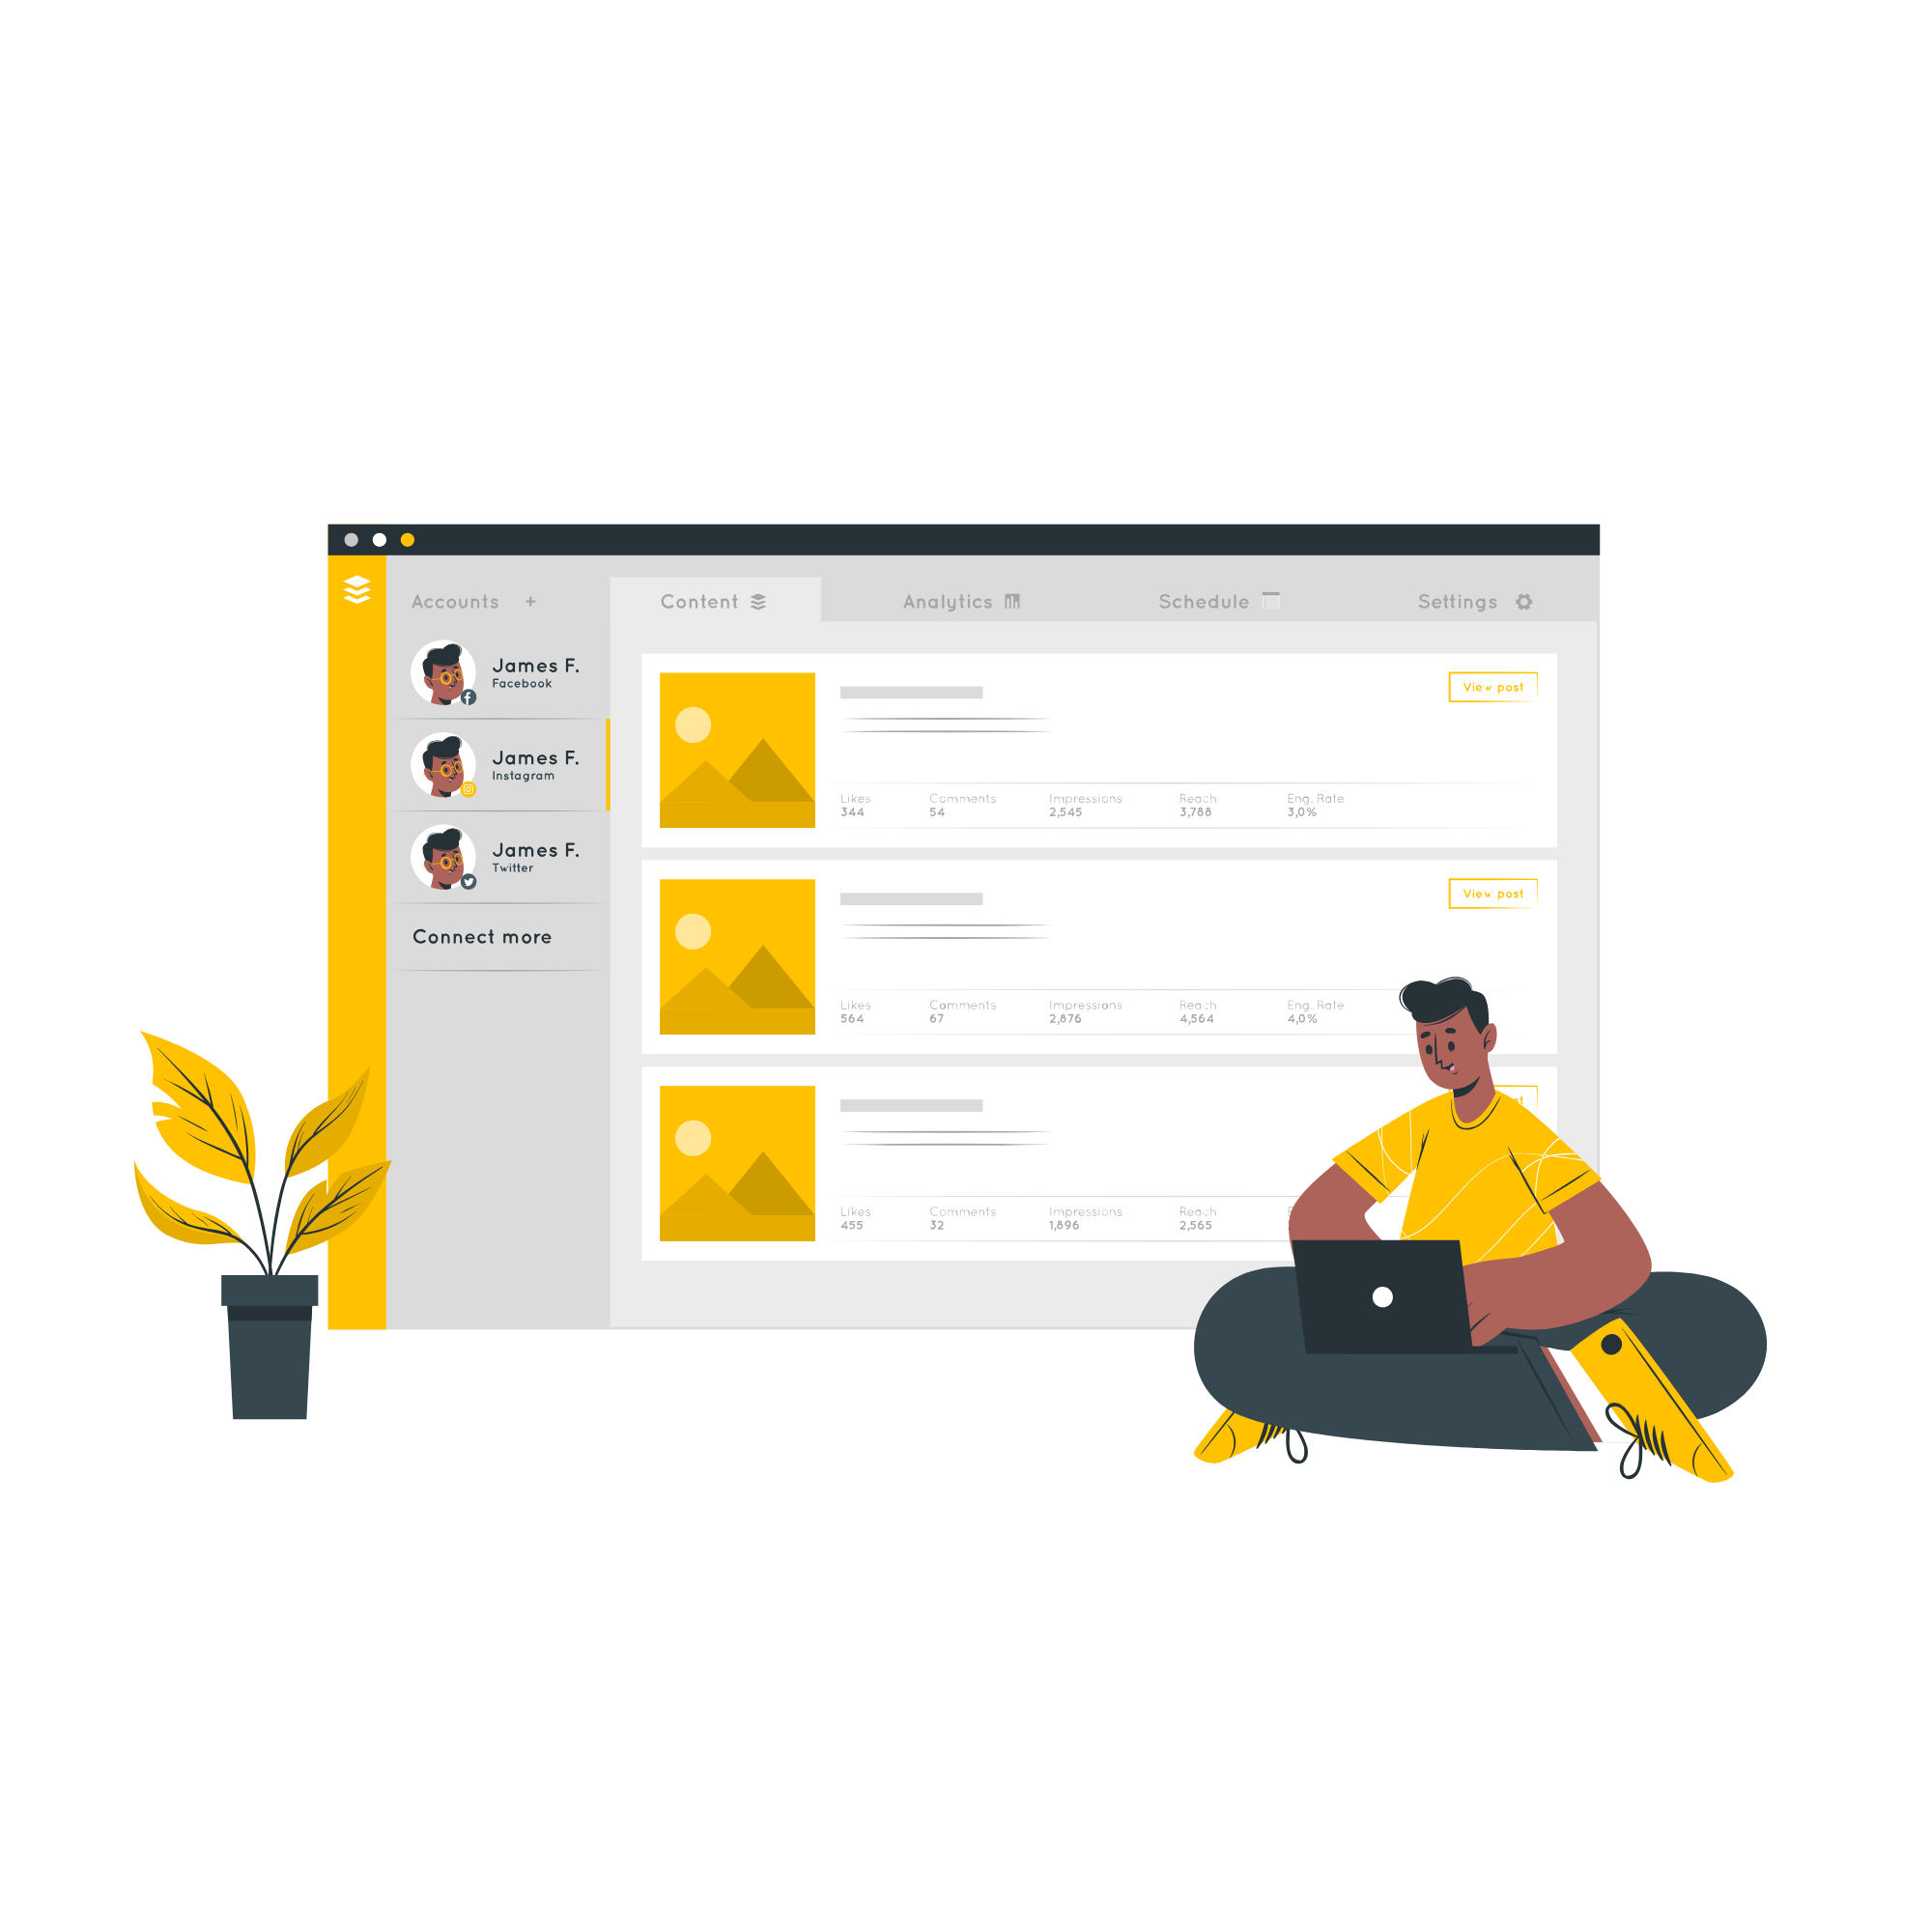 Accounts +
Content
Analytics
Schedule
Settings
James F.
Facebook
James F.
Instagram
James F.
Twitter
Connect more
View post
Likes Comments Impressions Reach Eng. Rate
344 54 2,545 3,788 3,0%
View post
Likes Comments Impressions Reach Eng. Rate
564 67 2,876 4,564 4,0%
Likes Comments Impressions Reach
455 32 1,896 2,565